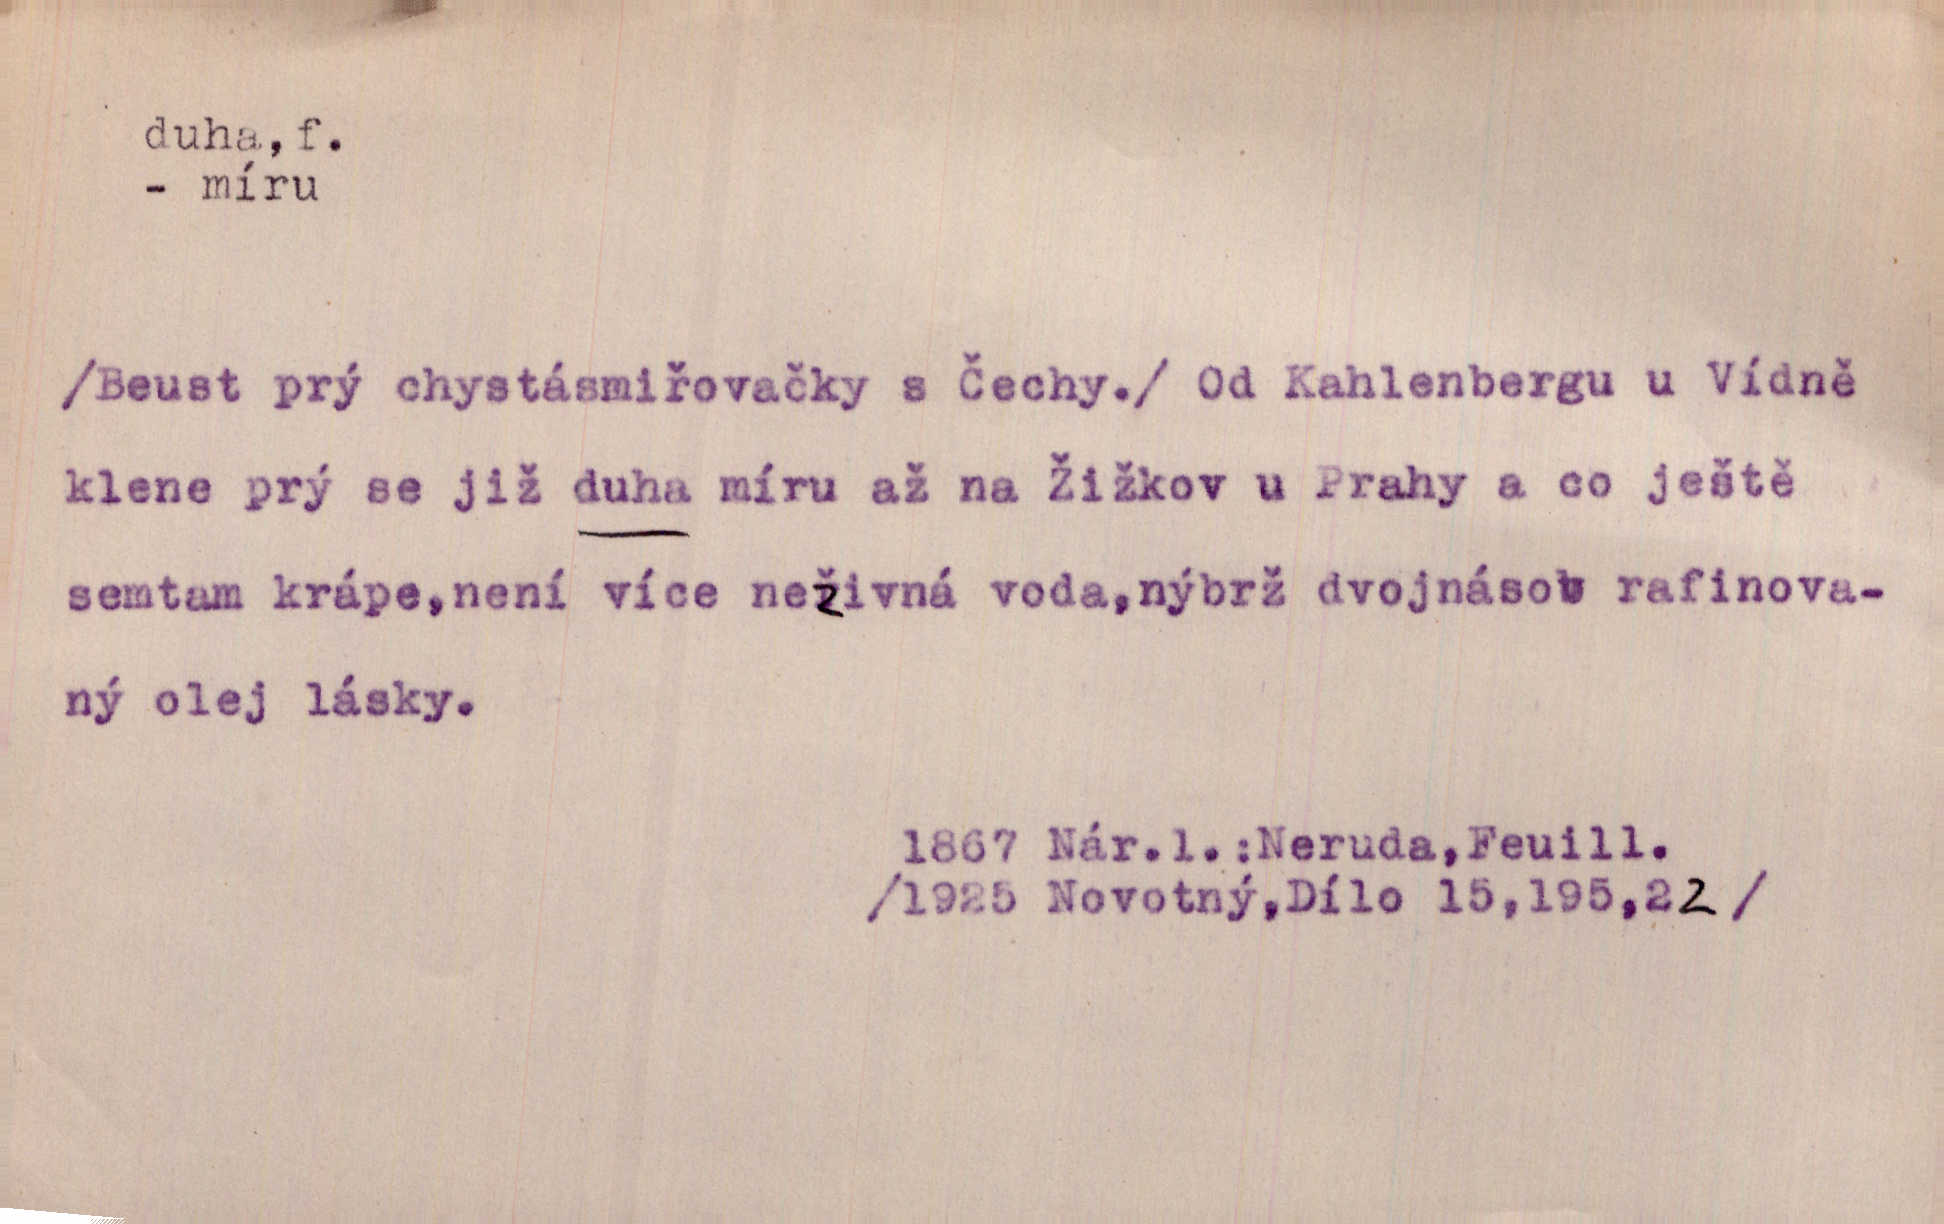 duha,f.
- míru
/Beust prý chystásmiřovačky s Čechy./ Od Kahlenbergu u Vídně
klene prý se již duha míru až na Žižkov u Prahy a co ještě
semtam krápe,není více neživná voda,nýbrž dvojnásob rafinova-
ný olej lásky.
1867 Nár.l.:Neruda,Feuill.
/1925 Novotný,Dílo 15,195,22/